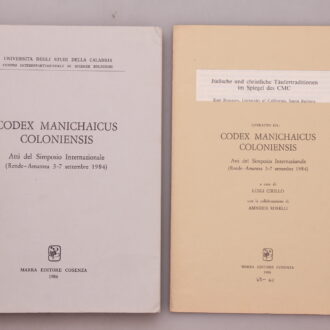 UNIVERSITÀ DEGLI STUDI DELLA CALABRIA
CENTRO INTERDIPARTIMENTALE DI SCIENZE RELIGIOSE
CODEX MANICHAICUS
COLONIENSIS
Atti del Simposio Internazionale
(Rende-Amantea 3-7 settembre 1984)
MARRA EDITORE COSENZA
1986
Jüdische und christliche Täufertraditionen
im Spiegel des CMC
ESTRATTO DA:
CODEX MANICHAICUS
COLONIENSIS
Atti del Simposio Internazionale
(Rende-Amantea 3-7 settembre 1984)
a cura di
LUIGI CIRILLO
con la collaborazione di
AMNERIS ROSELLI
MARRA EDITORE COSENZA
1986